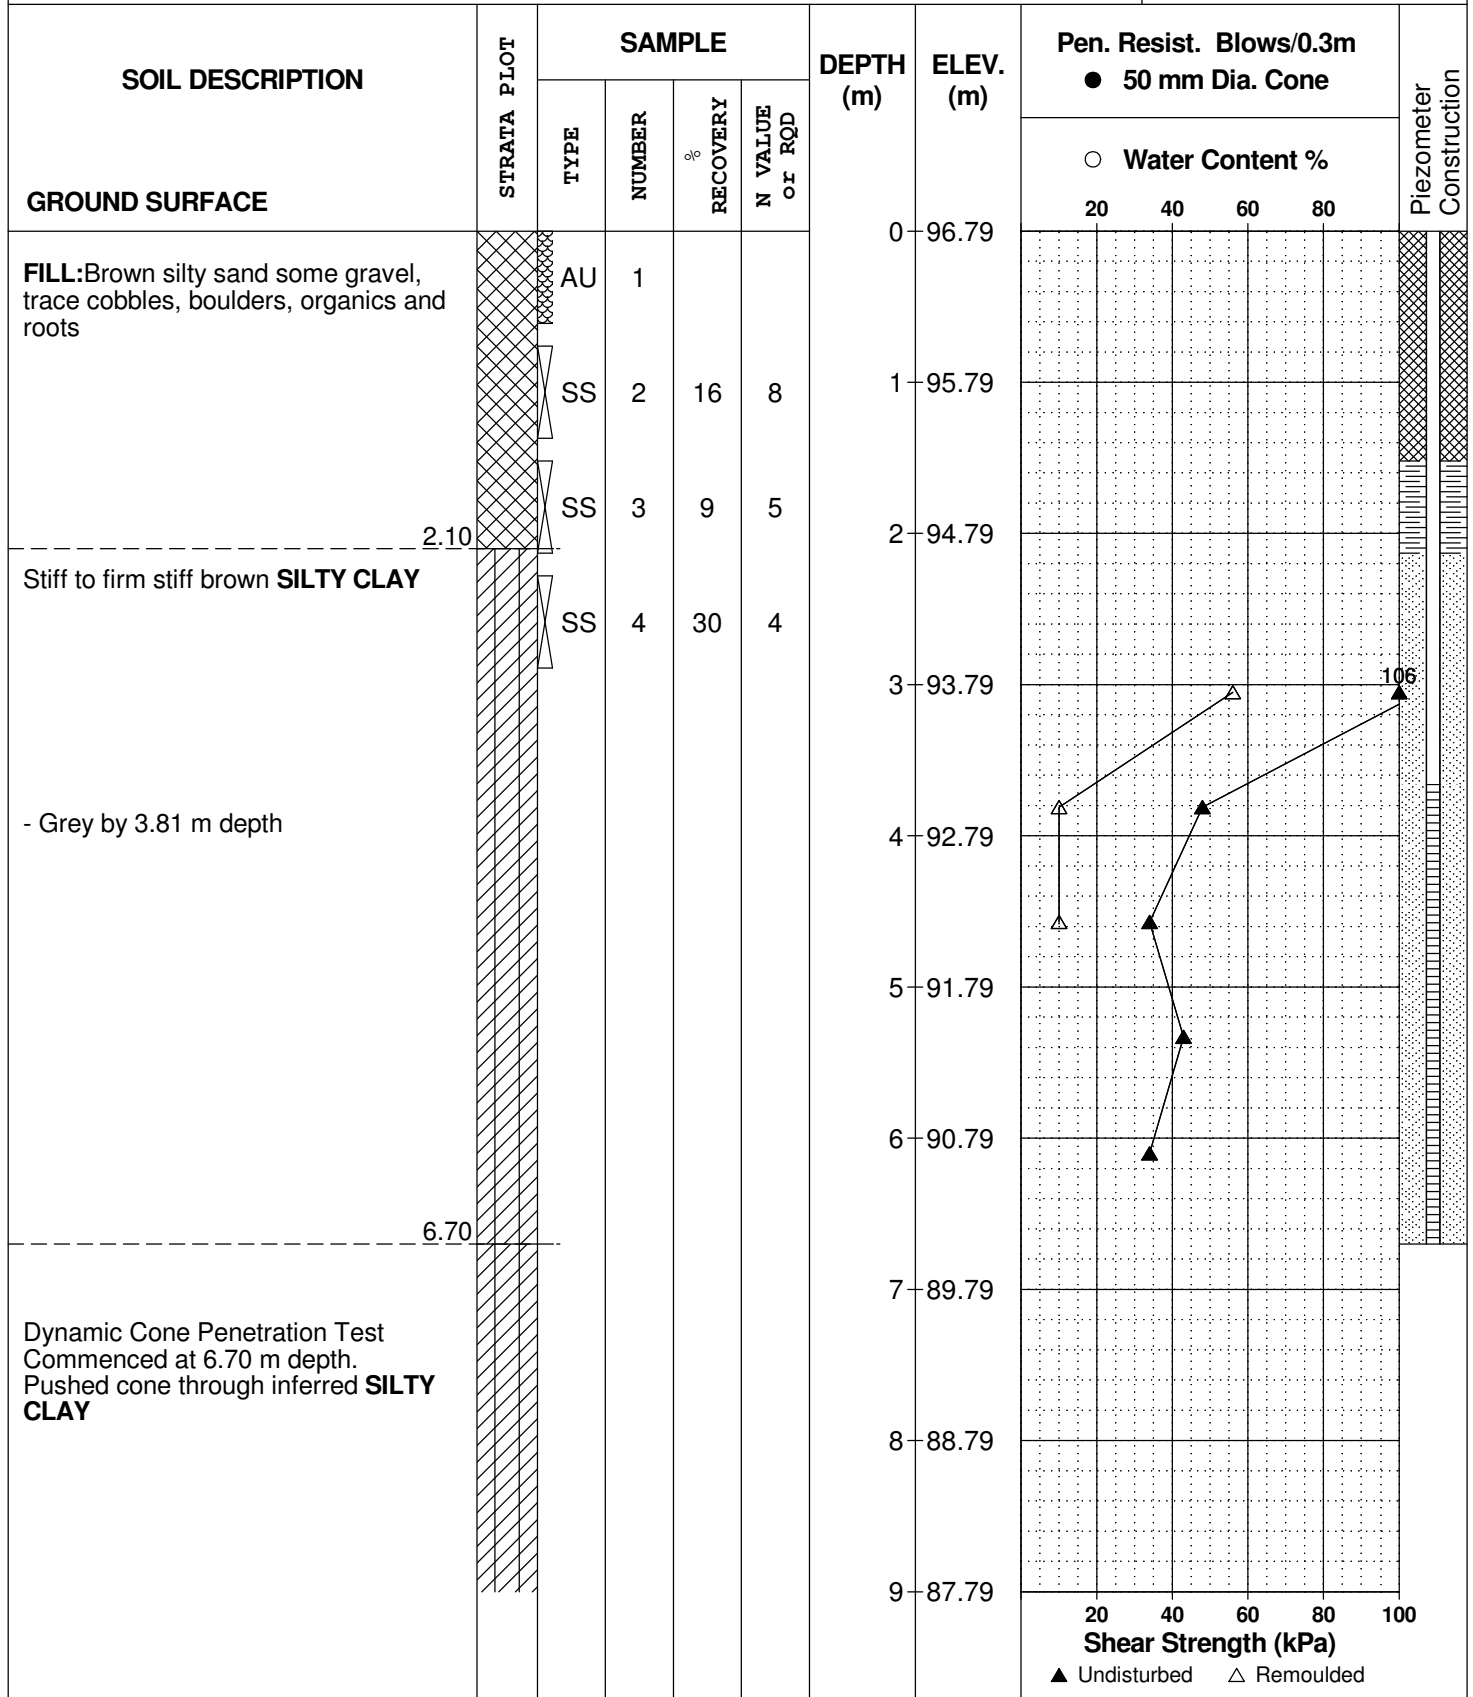 SOIL DESCRIPTION
GROUND SURFACE
STRATA PLOT
SAMPLE
TYPE
NUMBER
%
RECOVERY
N VALUE
or RQD
DEPTH
(m)
ELEV.
(m)
Pen. Resist. Blows/0.3m
● 50 mm Dia. Cone
○ Water Content %
20 40 60 80
Piezometer
Construction
0 96.79
FILL:Brown silty sand some gravel,
trace cobbles, boulders, organics and
roots
AU 1
1 95.79
SS 2 16 8
SS 3 9 5
2 94.79
2.10
Stiff to firm stiff brown SILTY CLAY
SS 4 30 4
3 93.79
106
- Grey by 3.81 m depth
4 92.79
5 91.79
6 90.79
6.70
7 89.79
Dynamic Cone Penetration Test
Commenced at 6.70 m depth.
Pushed cone through inferred SILTY
CLAY
8 88.79
9 87.79
20 40 60 80 100
Shear Strength (kPa)
▲ Undisturbed △ Remoulded